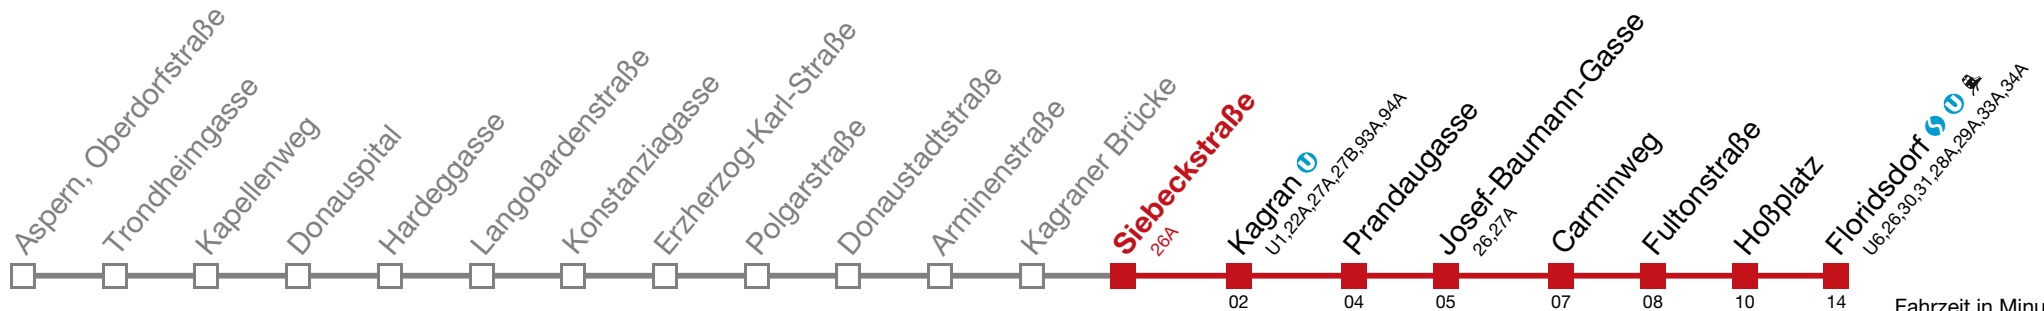 Aspern, Oberdorfstraße
Trondheimgasse
Kapellenweg
Donauspital
Hardeggasse
Langobardenstraße
Konstanziagasse
Erzherzog-Karl-Straße
Polgarstraße
Donaustadtstraße
Arminenstraße
Kagraner Brücke
Siebeckstraße
26A
Kagran U
U1,22A,27A,27B,93A,94A
Prandaugasse
Josef-Baumann-Gasse
26,27A
Carminweg
Fultonstraße
Hoßplatz
Floridsdorf S U
U6,26,30,31,28A,29A,33A,34A
02
04
05
07
08
10
14
Fahrzeit in Minu